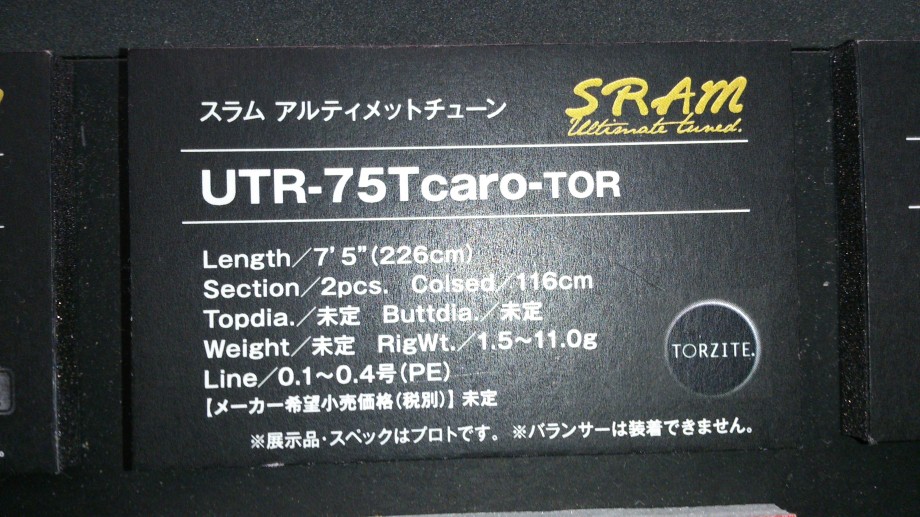 スラム アルティメットチューン
SRAM
Ultimate tuned.
UTR-75Tcaro-TOR
Length/7'5"(226cm)
Section/2pcs. Colsed/116cm
Topdia./未定 Buttdia./未定
Weight/未定 RigWt./1.5~11.0g
Line/0.1~0.4号(PE)
【メーカー希望小売価格(税別)】未定
TORZITE.
※展示品・スペックはプロトです。 ※バランサーは装着できません。